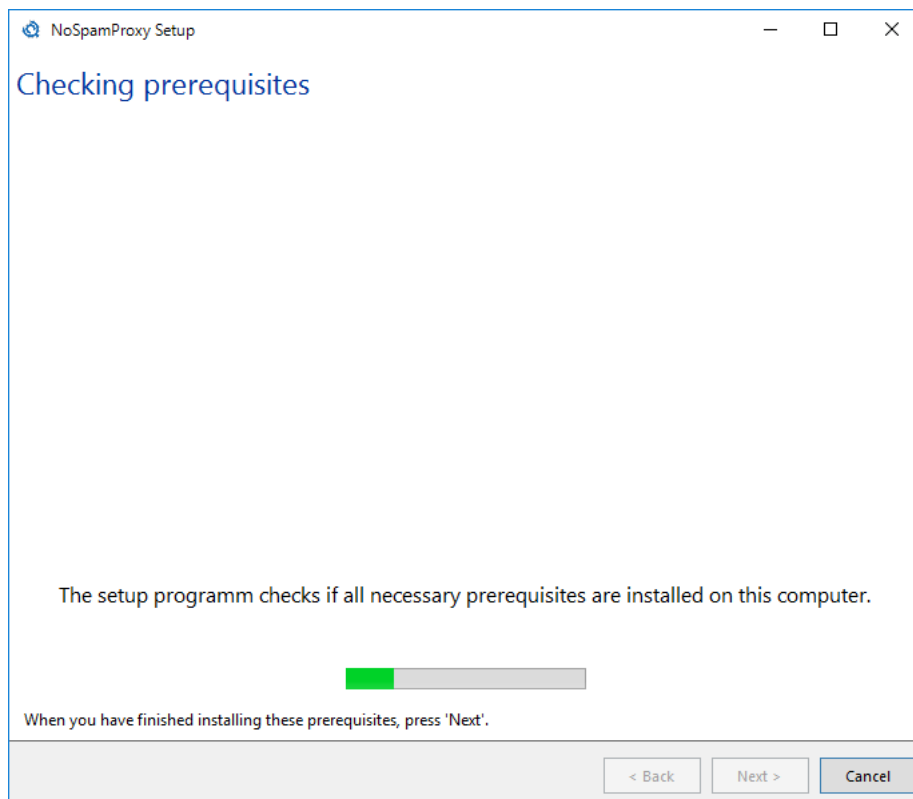 NoSpamProxy Setup
Checking prerequisites
The setup programm checks if all necessary prerequisites are installed on this computer.
When you have finished installing these prerequisites, press 'Next'.
< Back Next > Cancel